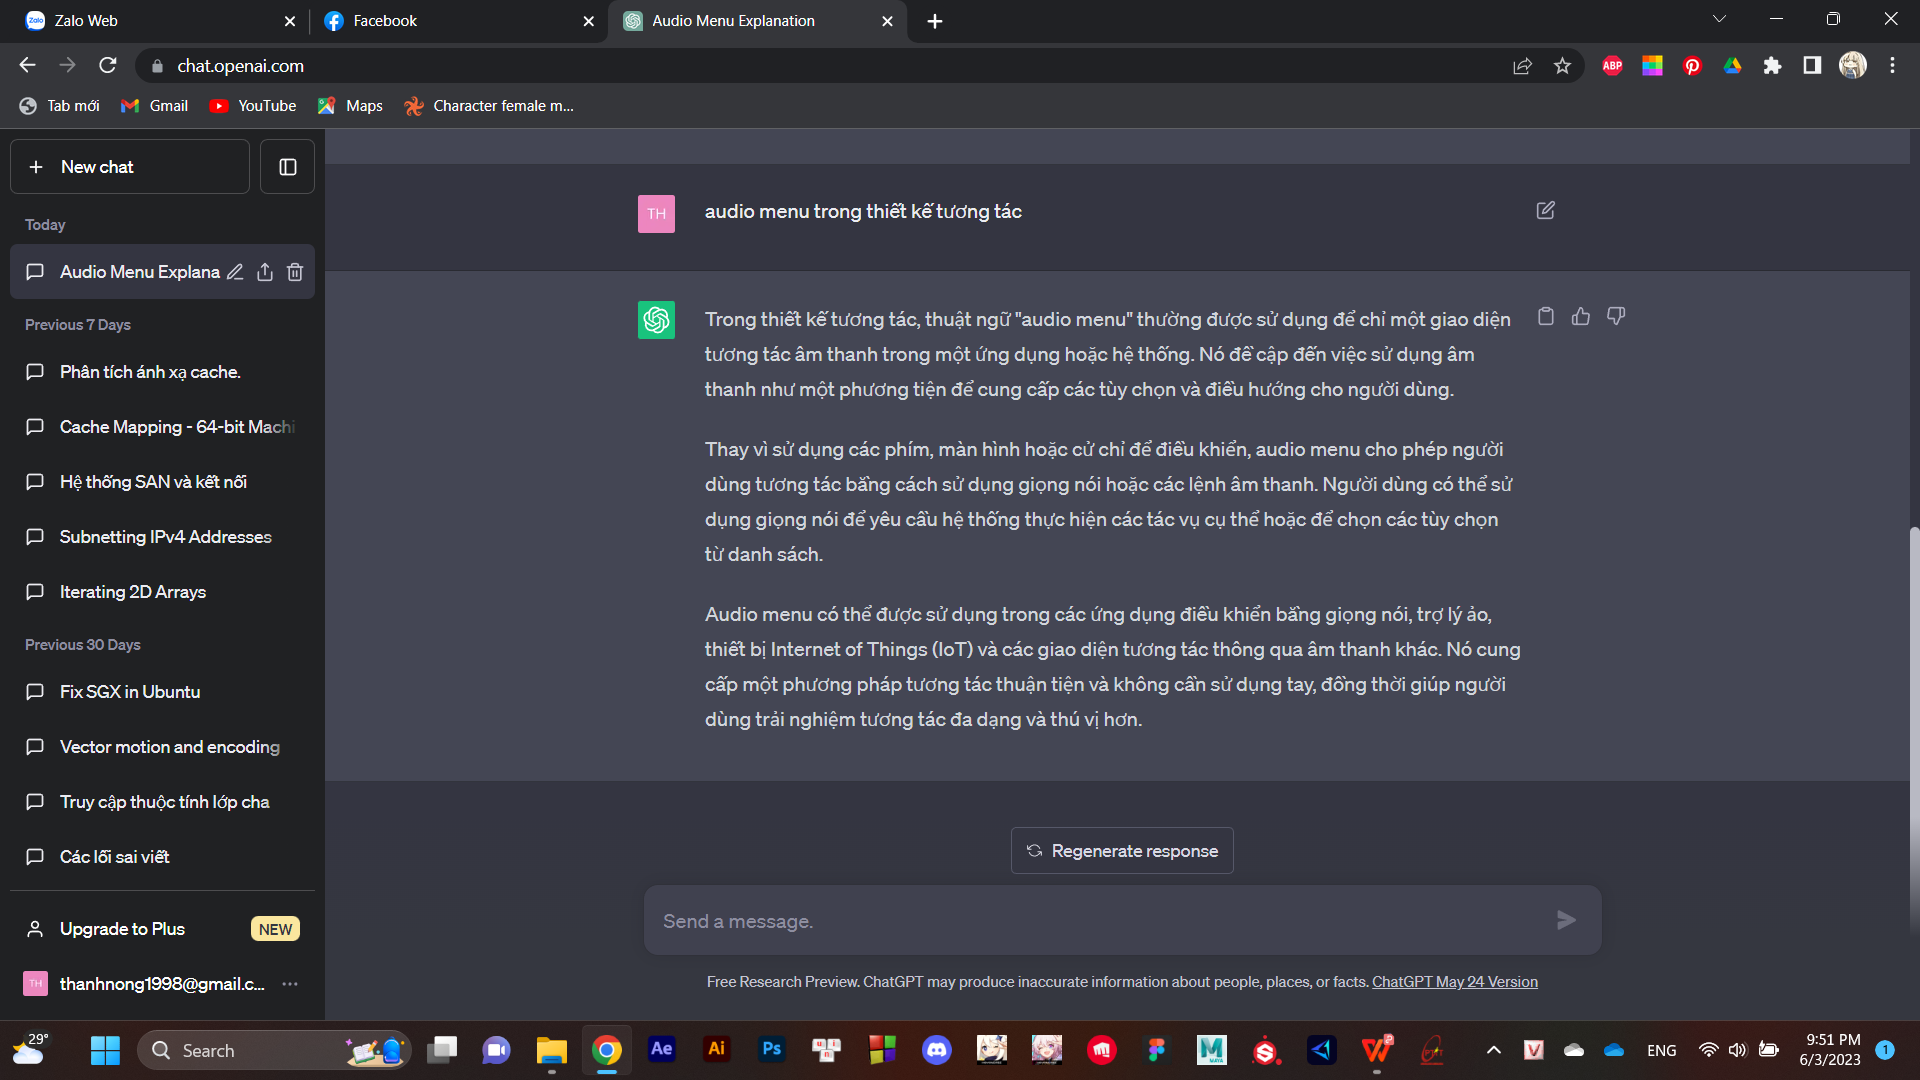 Zalo Web
Facebook
Audio Menu Explanation
chat.openai.com
ABP
Tab mới
Gmail
YouTube
Maps
Character female m...
New chat
Today
Audio Menu Explana
Previous 7 Days
Phân tích ánh xạ cache.
Cache Mapping - 64-bit Machi
Hệ thống SAN và kết nối
Subnetting IPv4 Addresses
Iterating 2D Arrays
Previous 30 Days
Fix SGX in Ubuntu
Vector motion and encoding
Truy cập thuộc tính lớp cha
Các lối sai viết
Upgrade to Plus
NEW
TH
thanhnong1998@gmail.c...
TH
audio menu trong thiết kế tương tác
Trong thiết kế tương tác, thuật ngữ "audio menu" thường được sử dụng để chỉ một giao diện
tương tác âm thanh trong một ứng dụng hoặc hệ thống. Nó đề cập đến việc sử dụng âm
thanh như một phương tiện để cung cấp các tùy chọn và điều hướng cho người dùng.
Thay vì sử dụng các phím, màn hình hoặc cử chỉ để điều khiển, audio menu cho phép người
dùng tương tác bằng cách sử dụng giọng nói hoặc các lệnh âm thanh. Người dùng có thể sử
dụng giọng nói để yêu cầu hệ thống thực hiện các tác vụ cụ thể hoặc để chọn các tùy chọn
từ danh sách.
Audio menu có thể được sử dụng trong các ứng dụng điều khiển bằng giọng nói, trợ lý ảo,
thiết bị Internet of Things (IoT) và các giao diện tương tác thông qua âm thanh khác. Nó cung
cấp một phương pháp tương tác thuận tiện và không cần sử dụng tay, đồng thời giúp người
dùng trải nghiệm tương tác đa dạng và thú vị hơn.
Regenerate response
Send a message.
Free Research Preview. ChatGPT may produce inaccurate information about people, places, or facts. ChatGPT May 24 Version
29°
Search
Ae
Ai
Ps
ENG
9:51 PM
6/3/2023
1